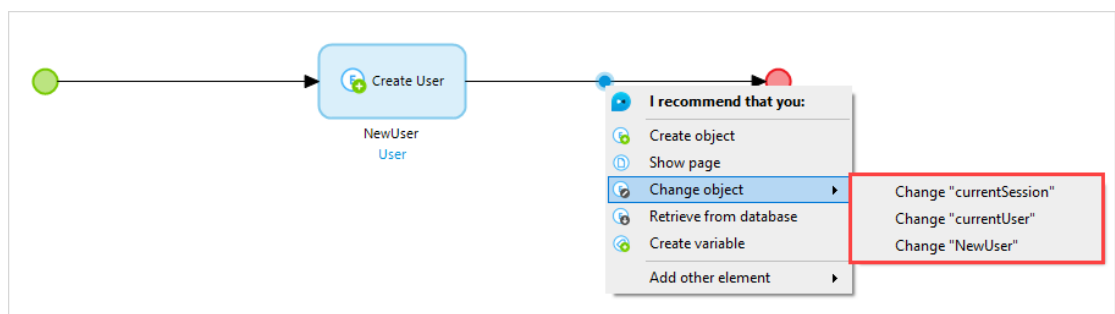 Create User
NewUser
User
I recommend that you:
Create object
Show page
Change object
Retrieve from database
Create variable
Add other element
Change "currentSession"
Change "currentUser"
Change "NewUser"